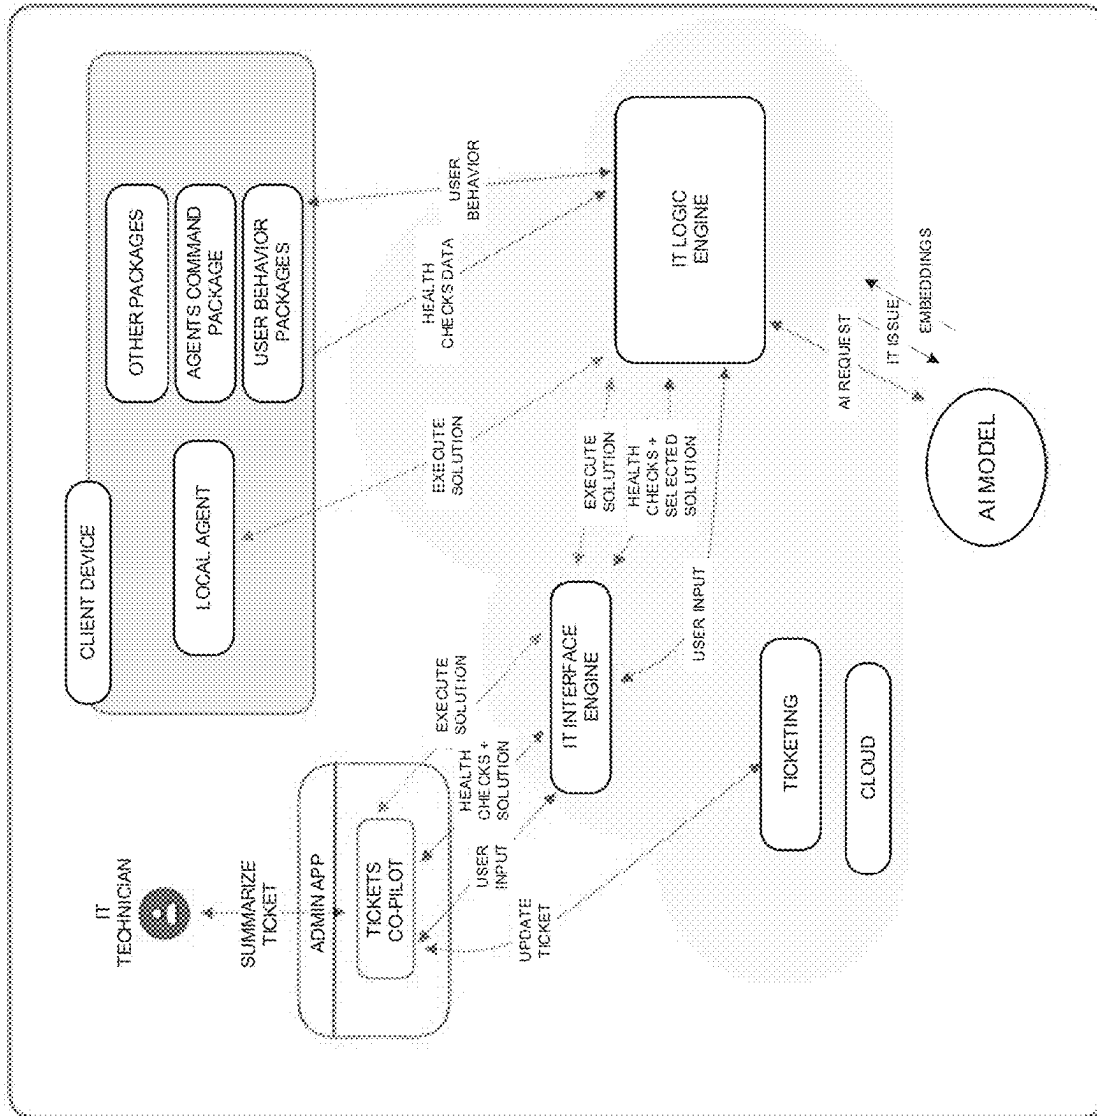 IT
TECHNICIAN
SUMMARIZE
TICKET
ADMIN APP
TICKETS
CO-PILOT
UPDATE
TICKET
USER
INPUT
HEALTH
CHECKS +
SOLUTION
EXECUTE
SOLUTION
CLIENT DEVICE
LOCAL AGENT
OTHER PACKAGES
AGENTS COMMAND
PACKAGE
USER BEHAVIOR
PACKAGES
EXECUTE
SOLUTION
HEALTH
CHECKS DATA
USER
BEHAVIOR
IT INTERFACE
ENGINE
EXECUTE
SOLUTION
HEALTH
CHECKS +
SELECTED
SOLUTION
USER INPUT
IT LOGIC
ENGINE
TICKETING
CLOUD
AI REQUEST
IT ISSUE
EMBEDDINGS
AI MODEL